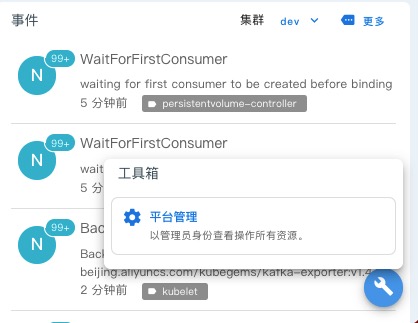 事件
集群 dev 更多
99+
N
WaitForFirstConsumer
waiting for first consumer to be created before binding
5 分钟前 persistentvolume-controller
99+
N
WaitForFirstConsumer
5 分
工具箱
平台管理
以管理员身份查看操作所有资源。
99+
N
beijing.aliyuncs.com/kubegems/kafka-exporter:v1.4
2 分钟前 kubelet